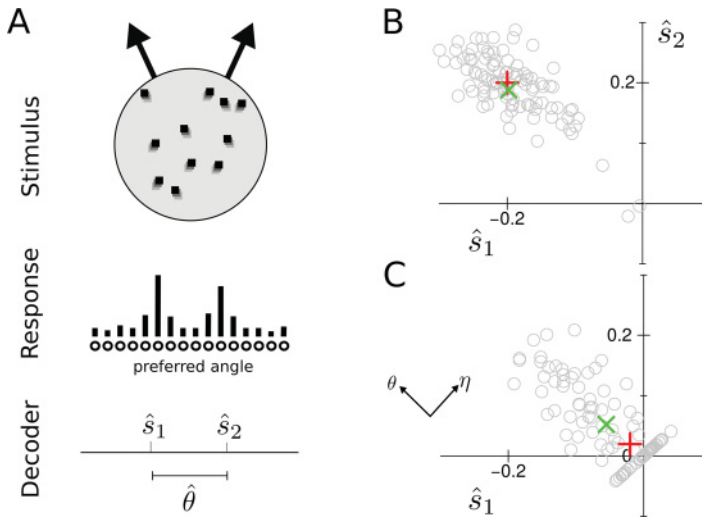 A
Stimulus
Response
preferred angle
Decoder
ŝ₁ ŝ₂
θ̂
B
ŝ₂
0.2
−0.2
ŝ₁
C
0.2
θ η
0
−0.2
ŝ₁